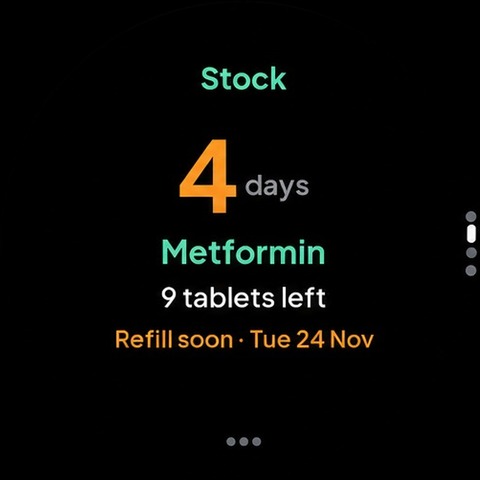 Stock
4 days
Metformin
9 tablets left
Refill soon · Tue 24 Nov